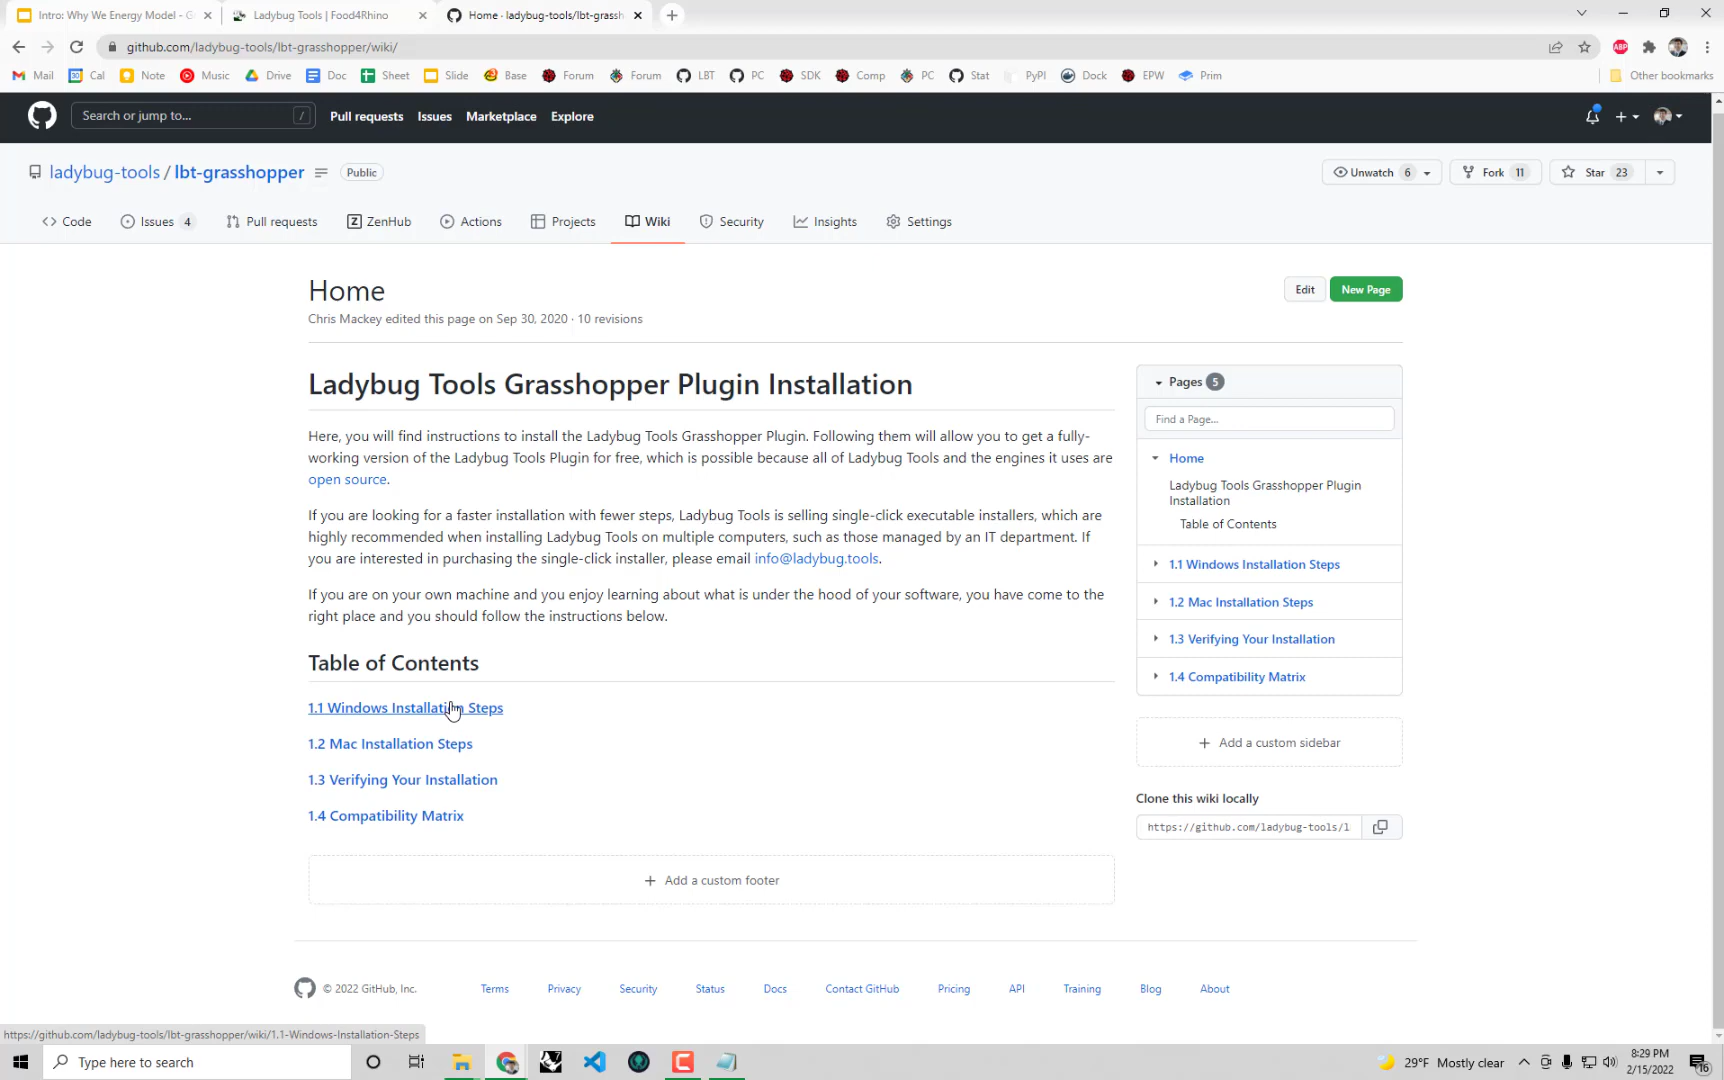 Intro: Why We Energy Model - G
Ladybug Tools | Food4Rhino
Home · ladybug-tools/lbt-grassh
github.com/ladybug-tools/lbt-grasshopper/wiki/
ABP
Mail Cal Note Music Drive Doc Sheet Slide Base Forum Forum LBT PC SDK Comp PC Stat PyPI Dock EPW Prim Other bookmarks
Search or jump to... /
Pull requests Issues Marketplace Explore
ladybug-tools / lbt-grasshopper Public
Unwatch 6 Fork 11 Star 23
Code Issues 4 Pull requests ZenHub Actions Projects Wiki Security Insights Settings
Home
Edit New Page
Chris Mackey edited this page on Sep 30, 2020 · 10 revisions
Ladybug Tools Grasshopper Plugin Installation
Here, you will find instructions to install the Ladybug Tools Grasshopper Plugin. Following them will allow you to get a fully-
working version of the Ladybug Tools Plugin for free, which is possible because all of Ladybug Tools and the engines it uses are
open source.
If you are looking for a faster installation with fewer steps, Ladybug Tools is selling single-click executable installers, which are
highly recommended when installing Ladybug Tools on multiple computers, such as those managed by an IT department. If
you are interested in purchasing the single-click installer, please email info@ladybug.tools.
If you are on your own machine and you enjoy learning about what is under the hood of your software, you have come to the
right place and you should follow the instructions below.
Table of Contents
1.1 Windows Installation Steps
1.2 Mac Installation Steps
1.3 Verifying Your Installation
1.4 Compatibility Matrix
+ Add a custom footer
Pages 5
Find a Page...
Home
Ladybug Tools Grasshopper Plugin
Installation
Table of Contents
1.1 Windows Installation Steps
1.2 Mac Installation Steps
1.3 Verifying Your Installation
1.4 Compatibility Matrix
+ Add a custom sidebar
Clone this wiki locally
https://github.com/ladybug-tools/l
© 2022 GitHub, Inc. Terms Privacy Security Status Docs Contact GitHub Pricing API Training Blog About
https://github.com/ladybug-tools/lbt-grasshopper/wiki/1.1-Windows-Installation-Steps
Type here to search
29°F Mostly clear
8:29 PM
2/15/2022
16